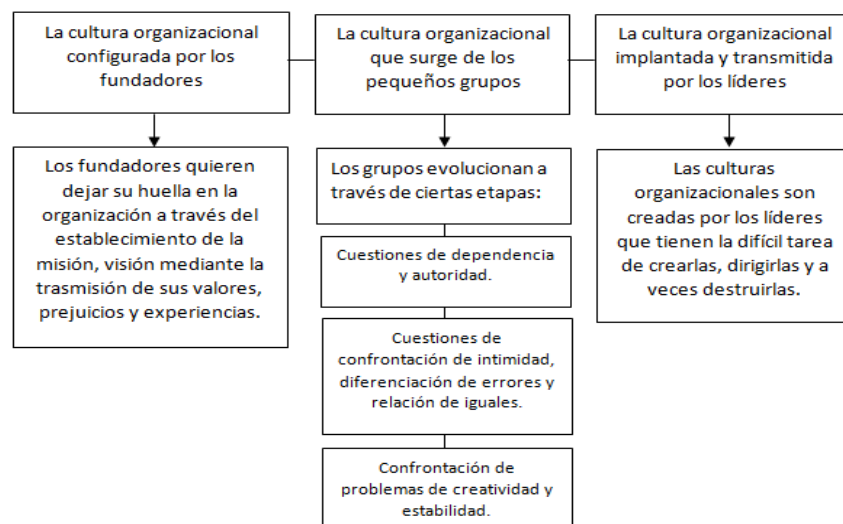 La cultura organizacional
configurada por los
fundadores
La cultura organizacional
que surge de los
pequeños grupos
La cultura organizacional
implantada y transmitida
por los líderes
Los fundadores quieren
dejar su huella en la
organización a través del
establecimiento de la
misión, visión mediante la
trasmisión de sus valores,
prejuicios y experiencias.
Los grupos evolucionan a
través de ciertas etapas:
Cuestiones de dependencia
y autoridad.
Cuestiones de
confrontación de intimidad,
diferenciación de errores y
relación de iguales.
Confrontación de
problemas de creatividad y
estabilidad.
Las culturas
organizacionales son
creadas por los líderes
que tienen la difícil tarea
de crearlas, dirigirlas y a
veces destruirlas.